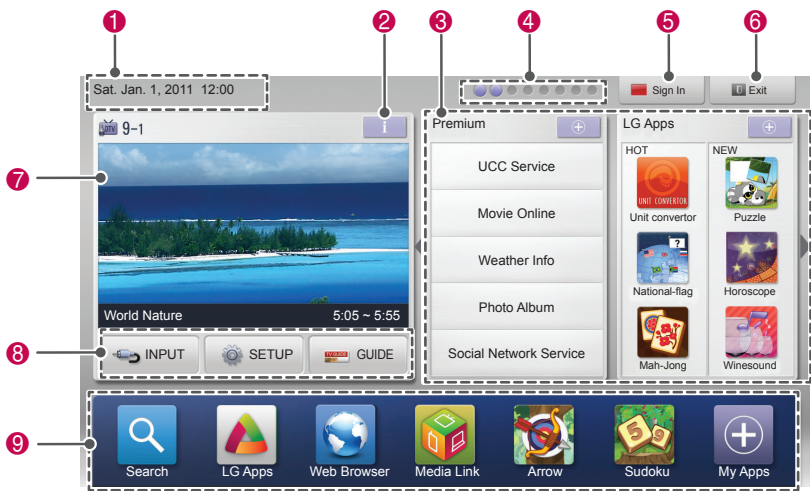 1
2
3
4
5
6
Sat. Jan. 1, 2011 12:00
Sign In
Exit
DTV 9-1
i
Premium
LG Apps
7
UCC Service
Movie Online
Weather Info
Photo Album
Social Network Service
HOT
NEW
UNIT CONVERTOR
Unit convertor
Puzzle
?
National-flag
Horoscope
Mah-Jong
Winesound
World Nature
5:05 ~ 5:55
8
INPUT
SETUP
TV GUIDE
GUIDE
9
5 9
Search
LG Apps
Web Browser
Media Link
Arrow
Sudoku
My Apps